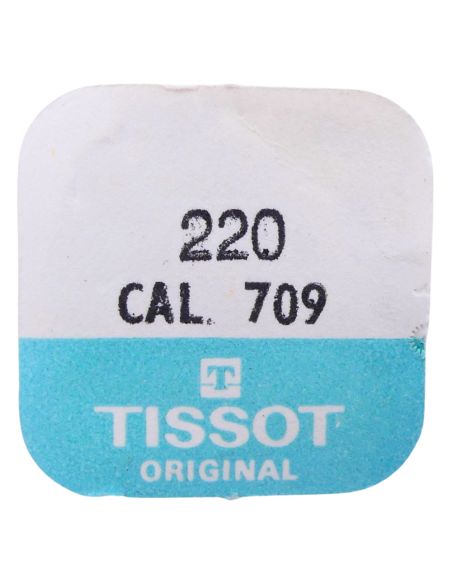 220
CAL. 709
T
TISSOT
ORIGINAL